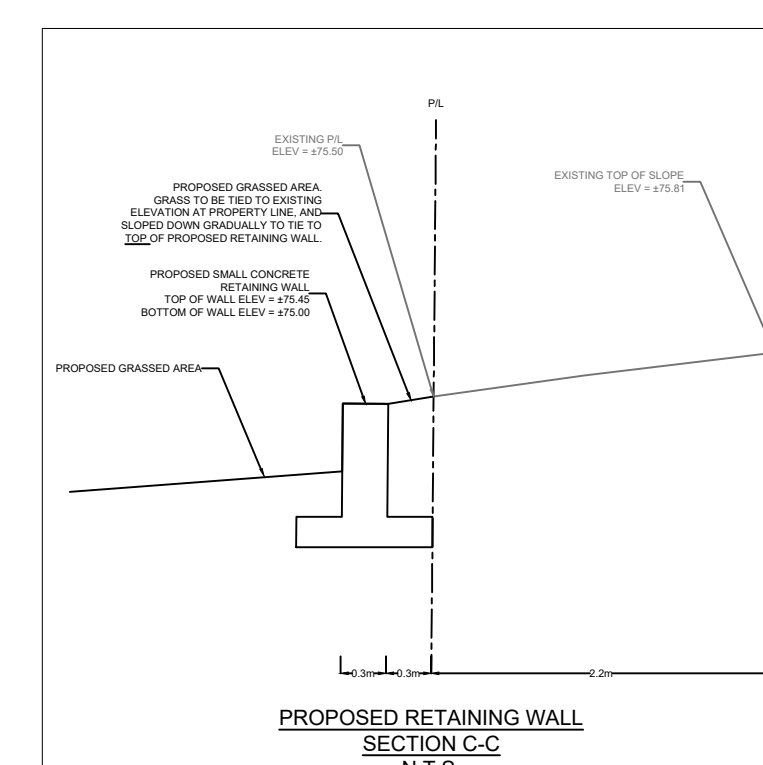 P/L
EXISTING P/L
ELEV = ±75.50
EXISTING TOP OF SLOPE
ELEV = ±75.81
PROPOSED GRASSED AREA.
GRASS TO BE TIED TO EXISTING
ELEVATION AT PROPERTY LINE, AND
SLOPED DOWN GRADUALLY TO TIE TO
TOP OF PROPOSED RETAINING WALL.
PROPOSED SMALL CONCRETE
RETAINING WALL
TOP OF WALL ELEV = ±75.45
BOTTOM OF WALL ELEV = ±75.00
PROPOSED GRASSED AREA
0.3m 0.3m 2.2m
PROPOSED RETAINING WALL
SECTION C-C
N.T.S.